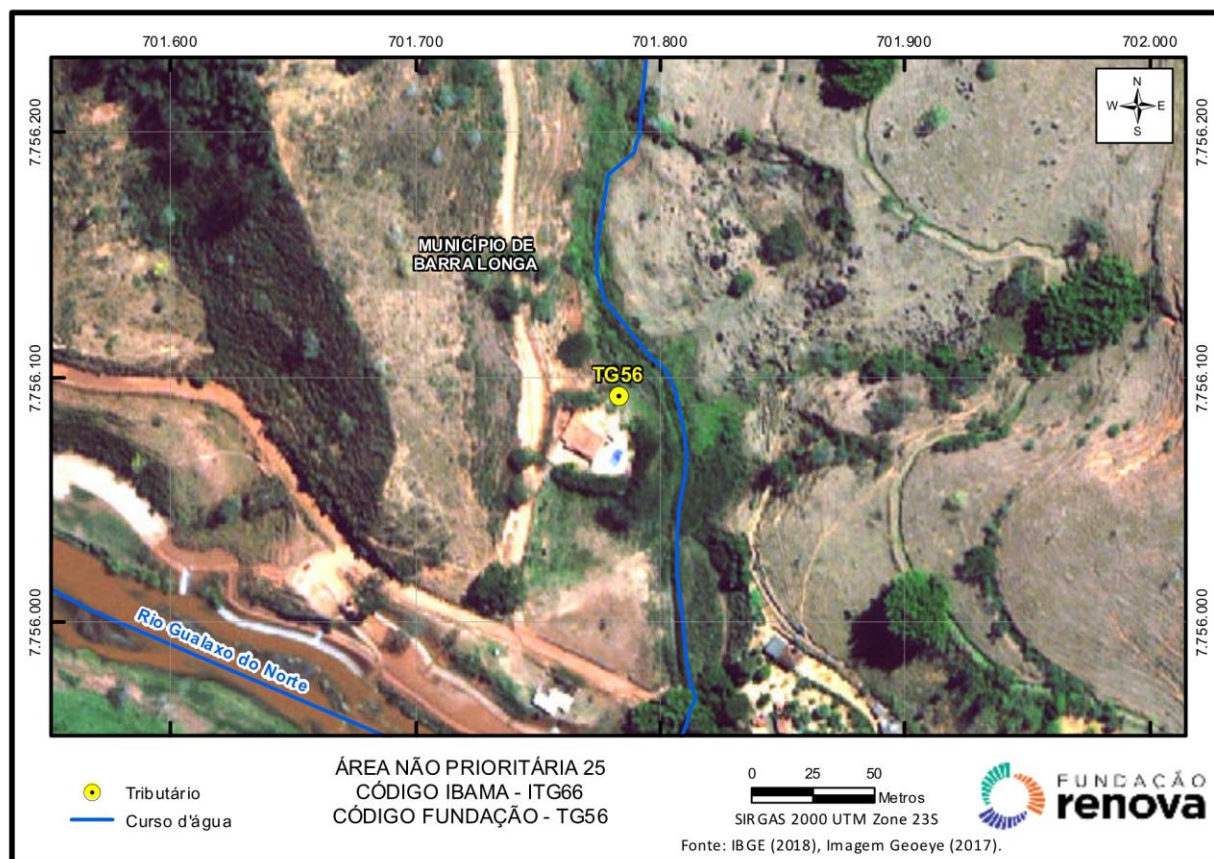 701.600 701.700 701.800 701.900 702.000
N
W E
S
7.756.200 7.756.200
MUNICÍPIO DE
BARRA LONGA
7.756.100 7.756.100
TG56
7.756.000 7.756.000
Rio Gualaxo do Norte
Tributário
Curso d'água
ÁREA NÃO PRIORITÁRIA 25
CÓDIGO IBAMA - ITG66
CÓDIGO FUNDAÇÃO - TG56
0 25 50
Metros
SIRGAS 2000 UTM Zone 23S
Fonte: IBGE (2018), Imagem Geoeye (2017).
FUNDAÇÃO
renova